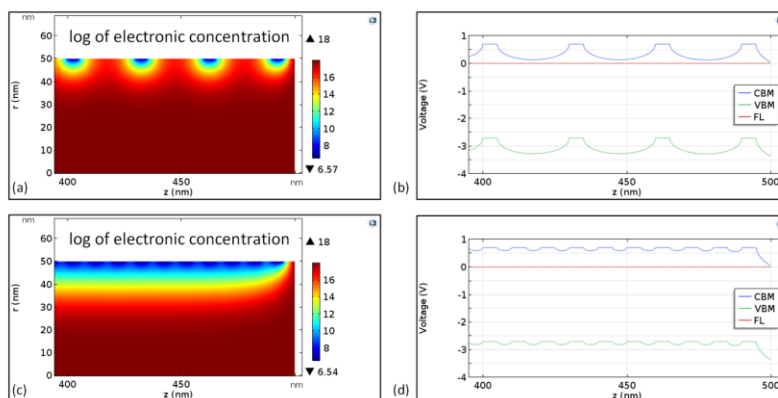 nm
log of electronic concentration
▲ 18
60
50
40
30
20
10
0
r (nm)
16
14
12
10
8
▼ 6.57
400
450
nm
z (nm)
(a)
1
0
-1
-2
-3
-4
Voltage (V)
CBM
VBM
FL
400
450
500
z (nm)
(b)
nm
log of electronic concentration
▲ 18
60
50
40
30
20
10
0
r (nm)
16
14
12
10
8
▼ 6.54
400
450
nm
z (nm)
(c)
1
0
-1
-2
-3
-4
Voltage (V)
CBM
VBM
FL
400
450
500
z (nm)
(d)